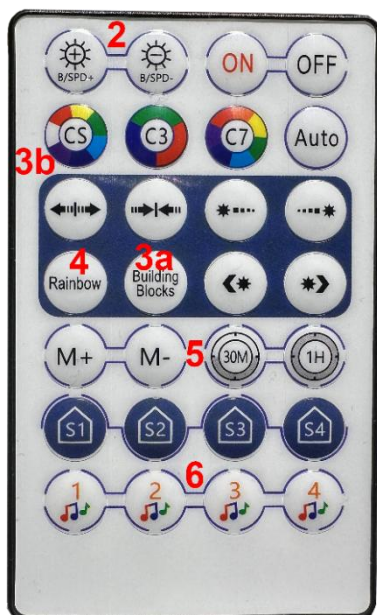 2
B/SPD+ B/SPD- ON OFF
CS C3 C7 Auto
3b
4 3a
Rainbow Building Blocks
M+ M- 5 30M 1H
S1 S2 S3 S4
6
1 2 3 4